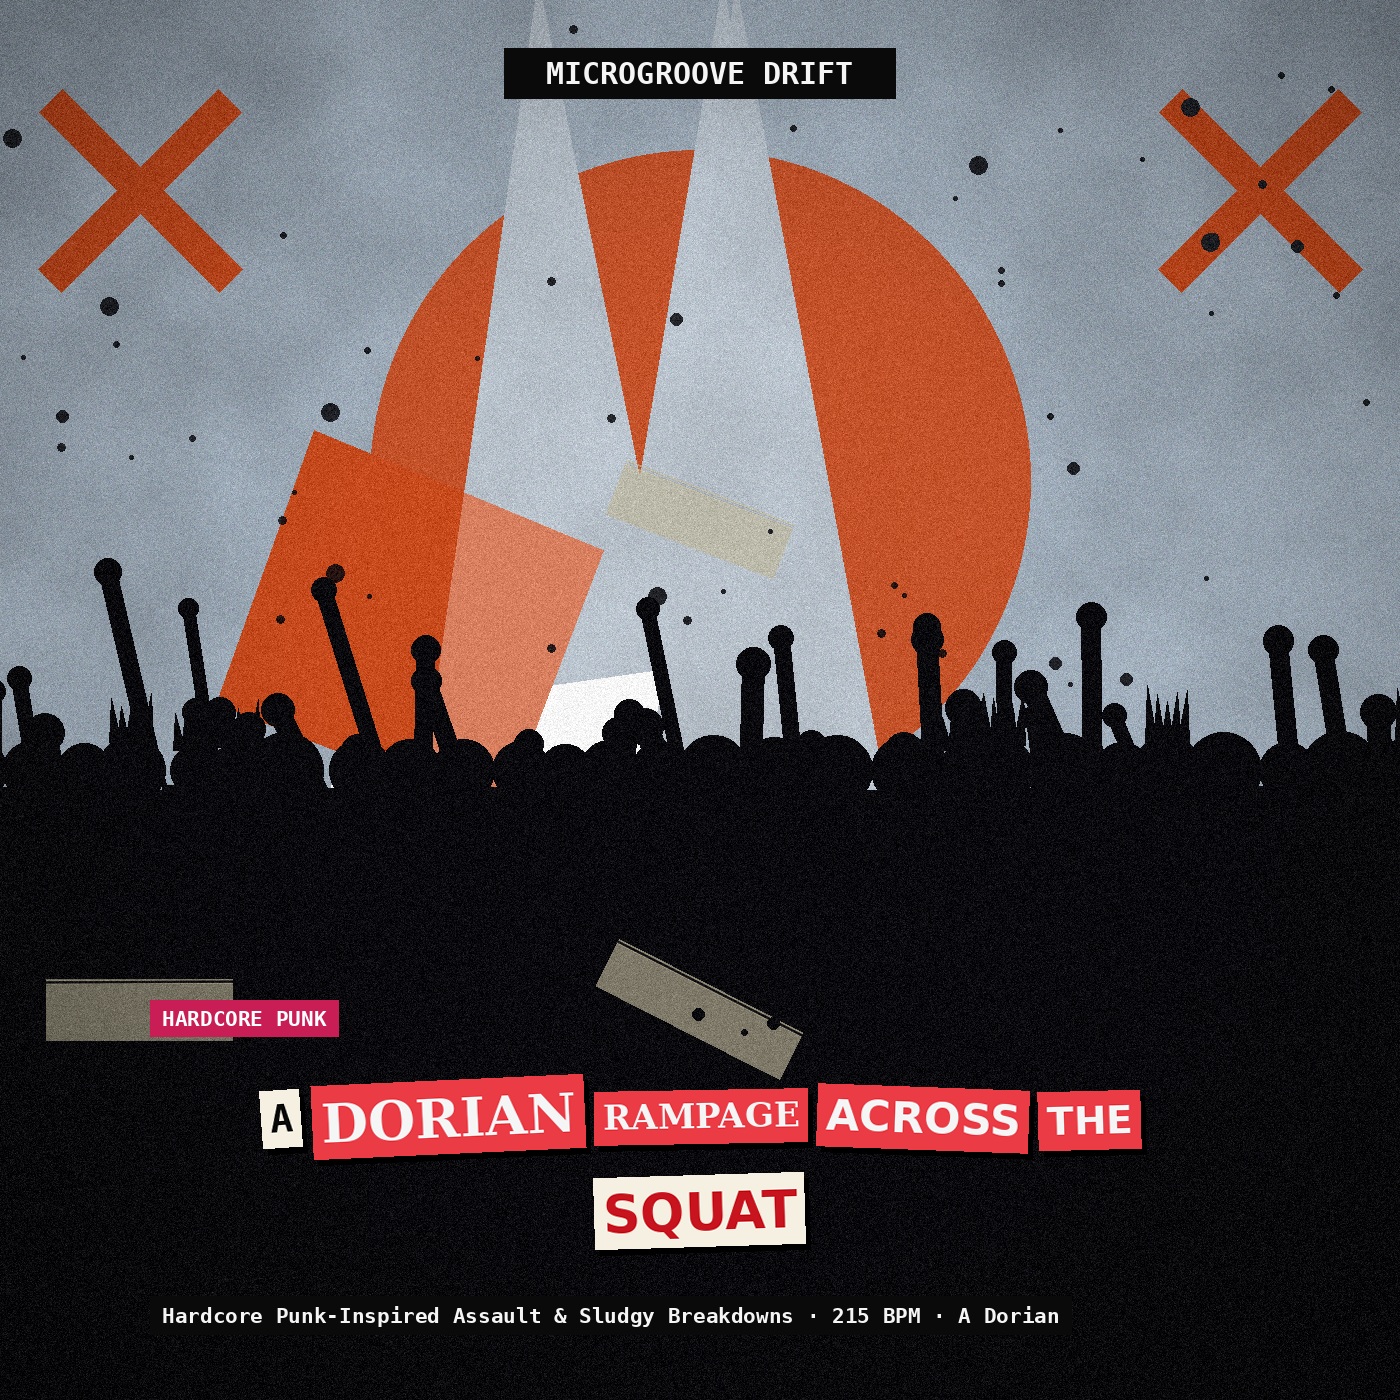 MICROGROOVE DRIFT
HARDCORE PUNK
A DORIAN RAMPAGE ACROSS THE
SQUAT
Hardcore Punk-Inspired Assault & Sludgy Breakdowns · 215 BPM · A Dorian